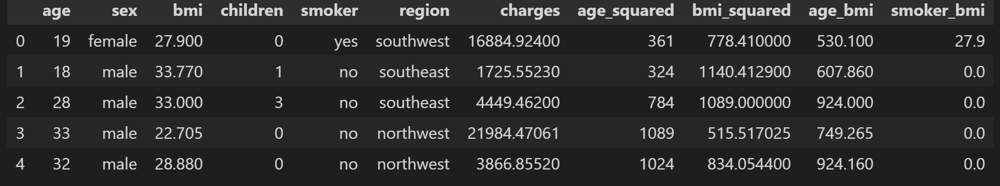 age sex bmi children smoker region charges age_squared bmi_squared age_bmi smoker_bmi
0 19 female 27.900 0 yes southwest 16884.92400 361 778.410000 530.100 27.9
1 18 male 33.770 1 no southeast 1725.55230 324 1140.412900 607.860 0.0
2 28 male 33.000 3 no southeast 4449.46200 784 1089.000000 924.000 0.0
3 33 male 22.705 0 no northwest 21984.47061 1089 515.517025 749.265 0.0
4 32 male 28.880 0 no northwest 3866.85520 1024 834.054400 924.160 0.0